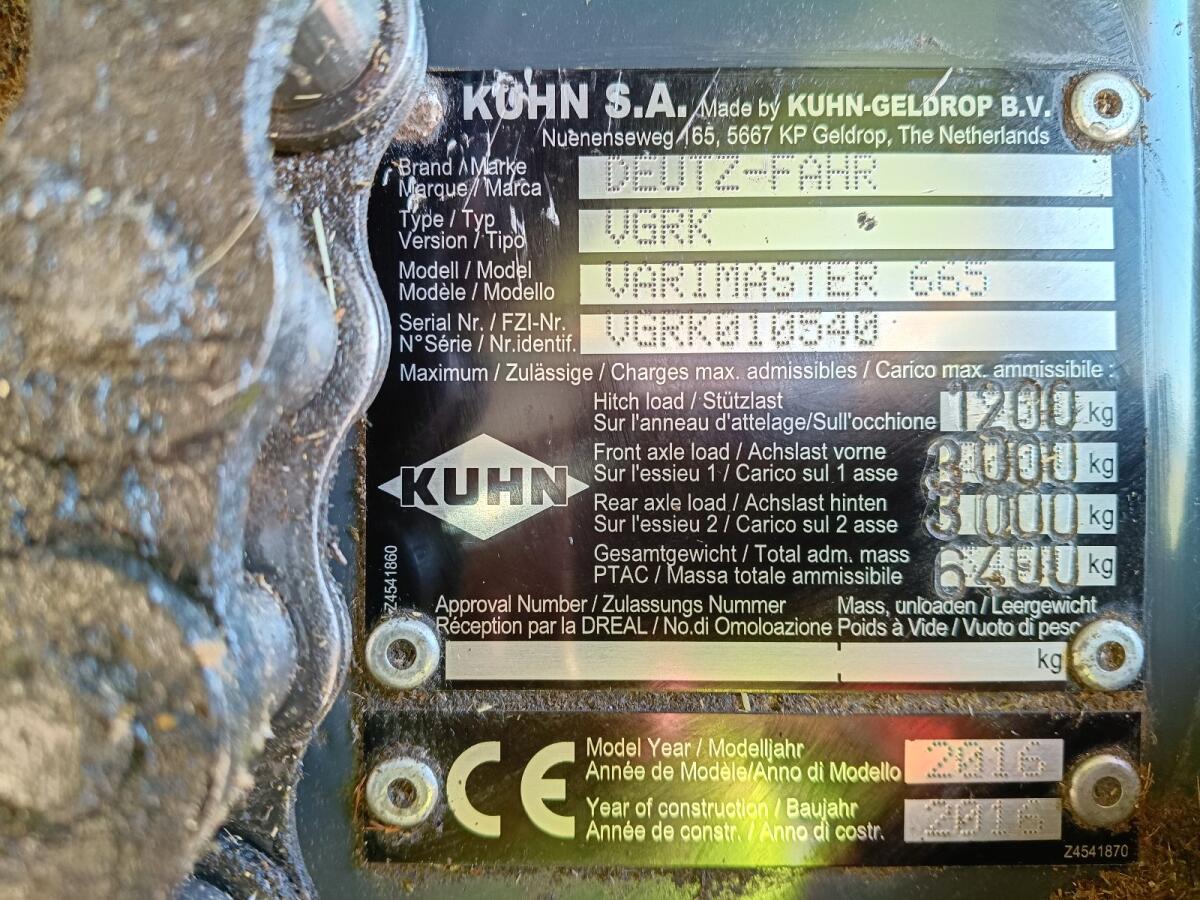 KUHN S.A. Made by KUHN-GELDROP B.V.
Nuenenseweg 165, 5667 KP Geldrop, The Netherlands
Brand / Marke
Marque / Marca
DEUTZ-FAHR
Type / Typ
Version / Tipo
VGRK
Modell / Model
Modèle / Modello
VARIMASTER 665
Serial Nr. / FZI-Nr.
N°Série / Nr.identif.
VGRK010540
Maximum / Zulässige / Charges max. admissibles / Carico max. ammissibile :
Hitch load / Stützlast
Sur l'anneau d'attelage/Sull'occhione
1200 kg
Front axle load / Achslast vorne
Sur l'essieu 1 / Carico sul 1 asse
000 kg
Rear axle load / Achslast hinten
Sur l'essieu 2 / Carico sul 2 asse
000 kg
Gesamtgewicht / Total adm. mass
PTAC / Massa totale ammissibile
6400 kg
KUHN
Z4541860
Approval Number / Zulassungs Nummer
Réception par la DREAL / No.di Omoloazione
Mass, unloaden / Leergewicht
Poids à Vide / Vuoto di peso
kg
CE
Model Year / Modelljahr
Année de Modèle/Anno di Modello
2016
Year of construction / Baujahr
Année de constr. / Anno di costr.
2016
Z4541870